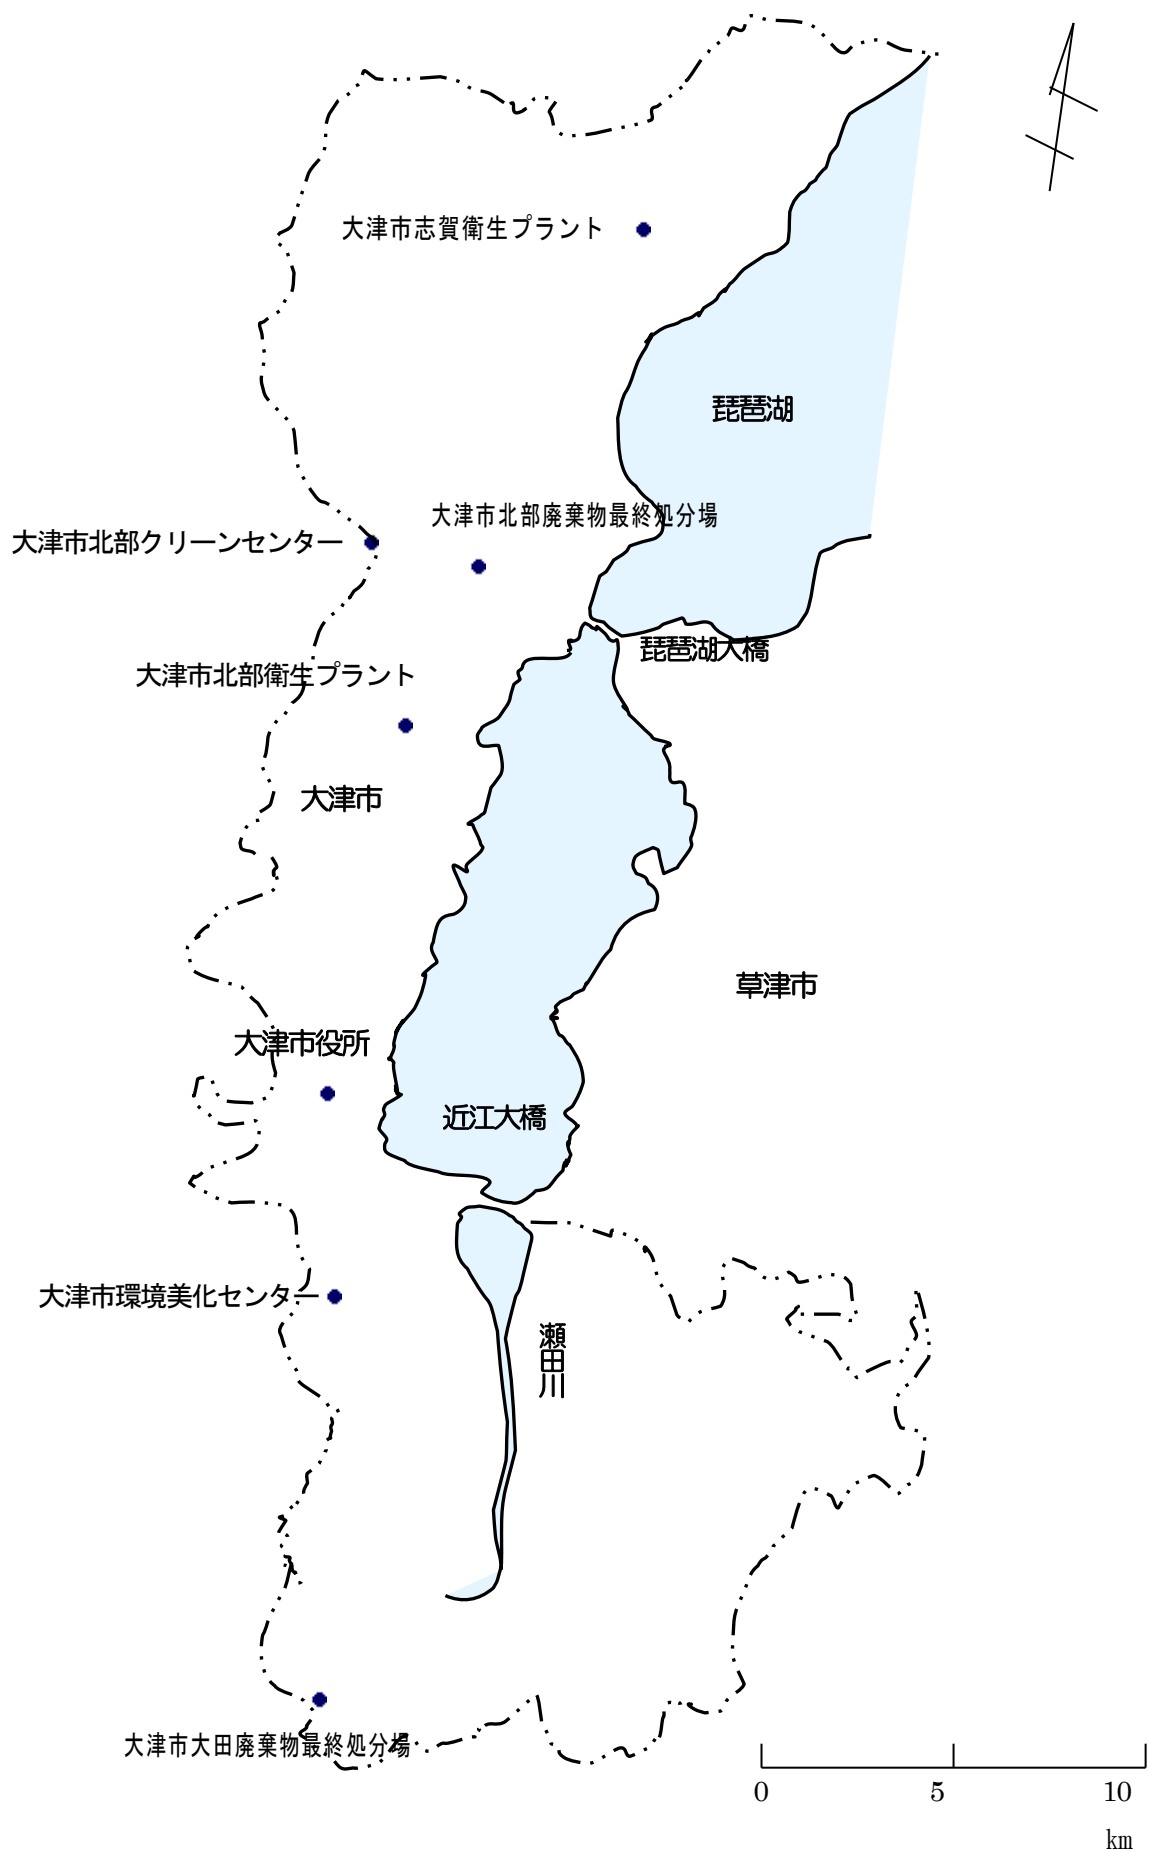 大津市志賀衛生プラント
琵琶湖
大津市北部廃棄物最終処分場
大津市北部クリーンセンター
琵琶湖大橋
大津市北部衛生プラント
大津市
草津市
大津市役所
近江大橋
大津市環境美化センター
瀬田川
大津市大田廃棄物最終処分場
0 5 10
km